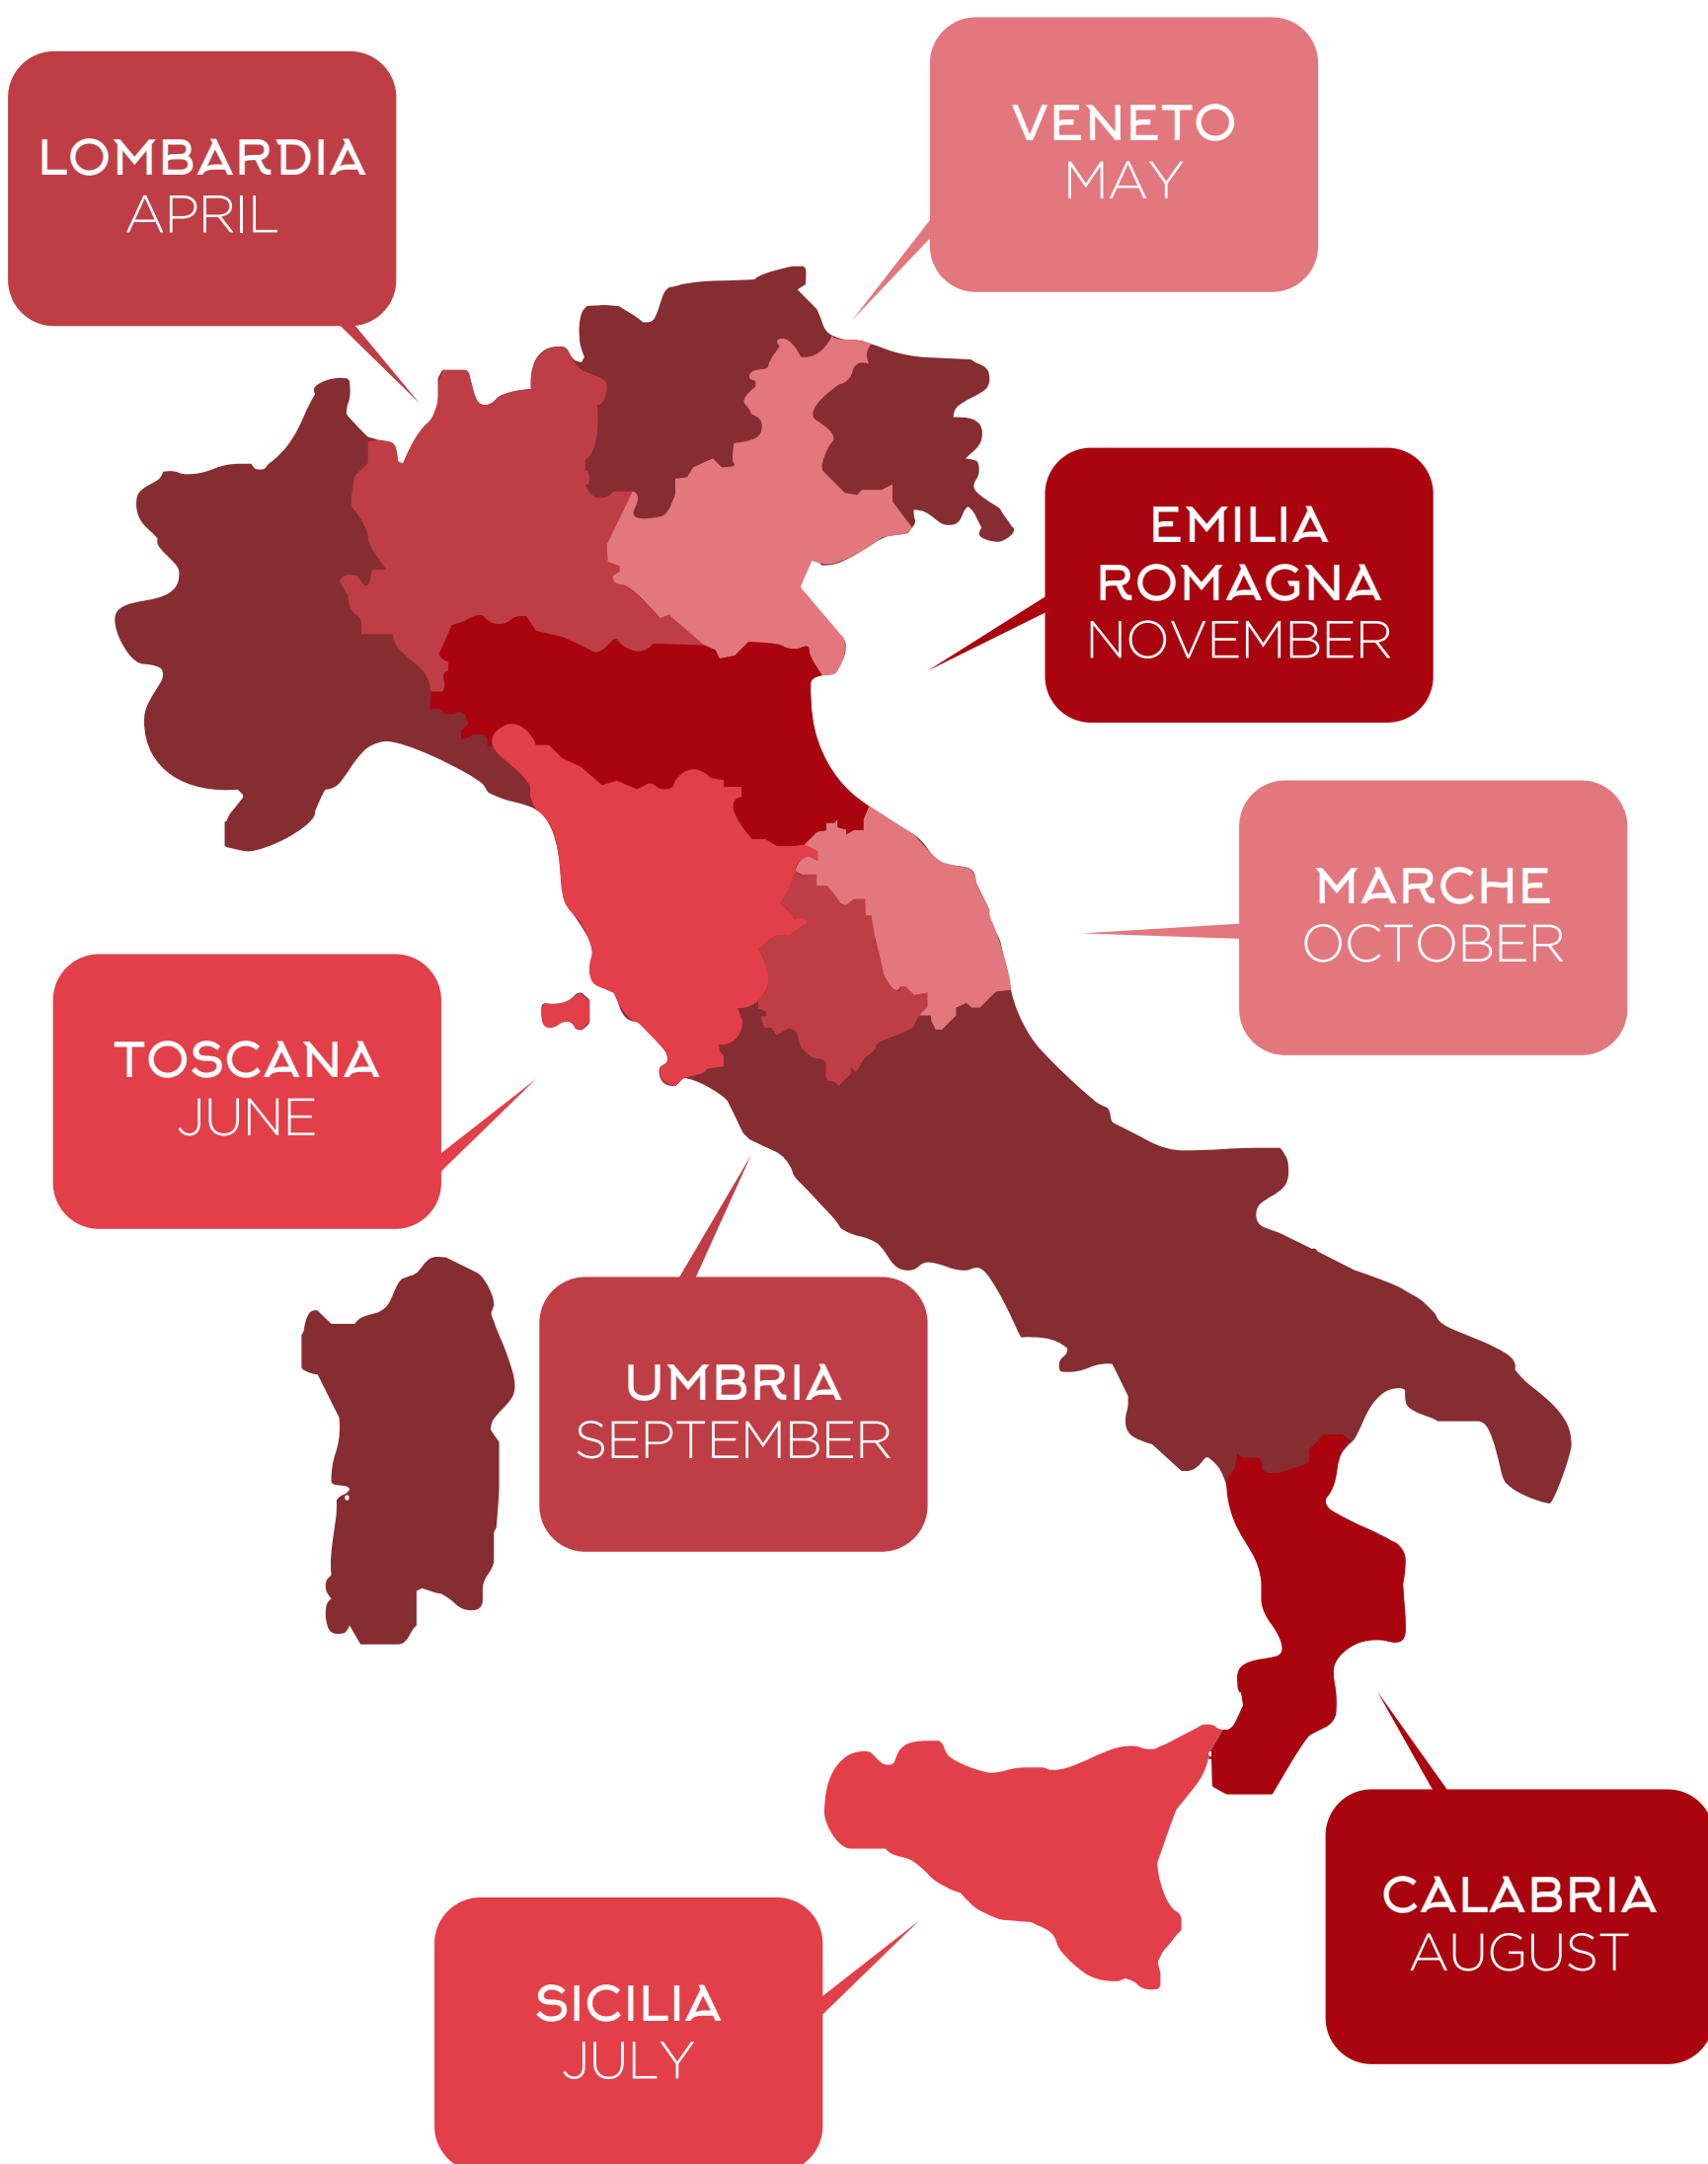 LOMBARDIA
APRIL
VENETO
MAY
EMILIA
ROMAGNA
NOVEMBER
MARCHE
OCTOBER
TOSCANA
JUNE
UMBRIA
SEPTEMBER
CALABRIA
AUGUST
SICILIA
JULY